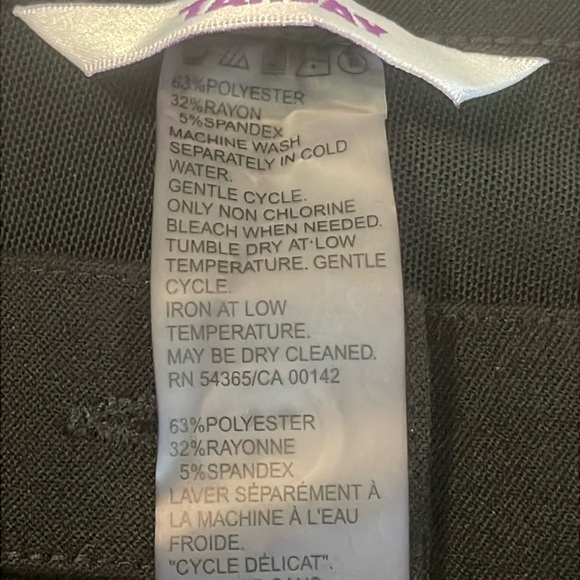 63%POLYESTER
32%RAYON
5%SPANDEX
MACHINE WASH
SEPARATELY IN COLD
WATER.
GENTLE CYCLE.
ONLY NON CHLORINE
BLEACH WHEN NEEDED.
TUMBLE DRY AT LOW
TEMPERATURE. GENTLE
CYCLE.
IRON AT LOW
TEMPERATURE.
MAY BE DRY CLEANED.
RN 54365/CA 00142
63%POLYESTER
32%RAYONNE
5%SPANDEX
LAVER SÉPARÉMENT À
LA MACHINE À L'EAU
FROIDE.
"CYCLE DÉLICAT".